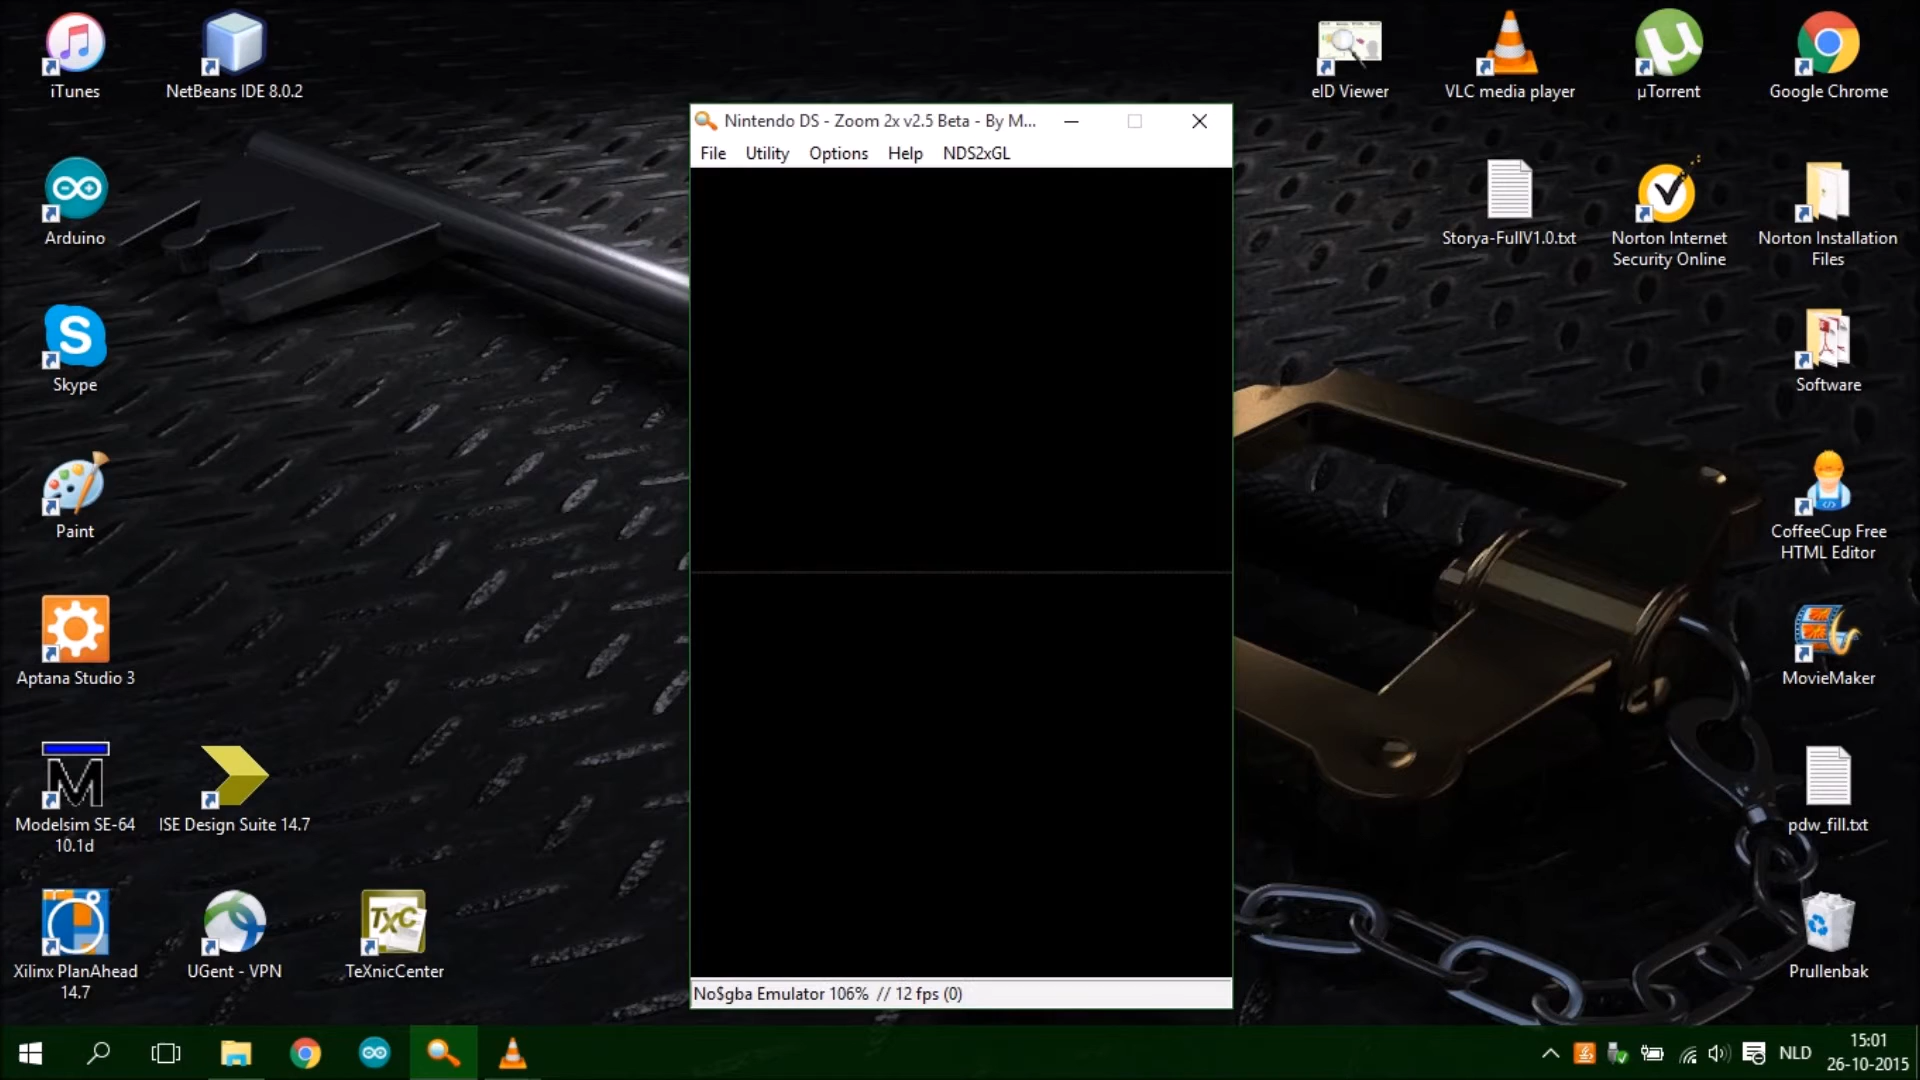 iTunes
NetBeans IDE 8.0.2
eID Viewer
VLC media player
µTorrent
Google Chrome
Nintendo DS - Zoom 2x v2.5 Beta - By M...
File Utility Options Help NDS2xGL
Arduino
Storya-FullV1.0.txt
Norton Internet
Security Online
Norton Installation
Files
Skype
Software
Paint
CoffeeCup Free
HTML Editor
Aptana Studio 3
MovieMaker
M
Modelsim SE-64
10.1d
ISE Design Suite 14.7
pdw_fill.txt
TXC
Xilinx PlanAhead
14.7
UGent - VPN
TeXnicCenter
Prullenbak
No$gba Emulator 106% // 12 fps (0)
NLD
15:01
26-10-2015